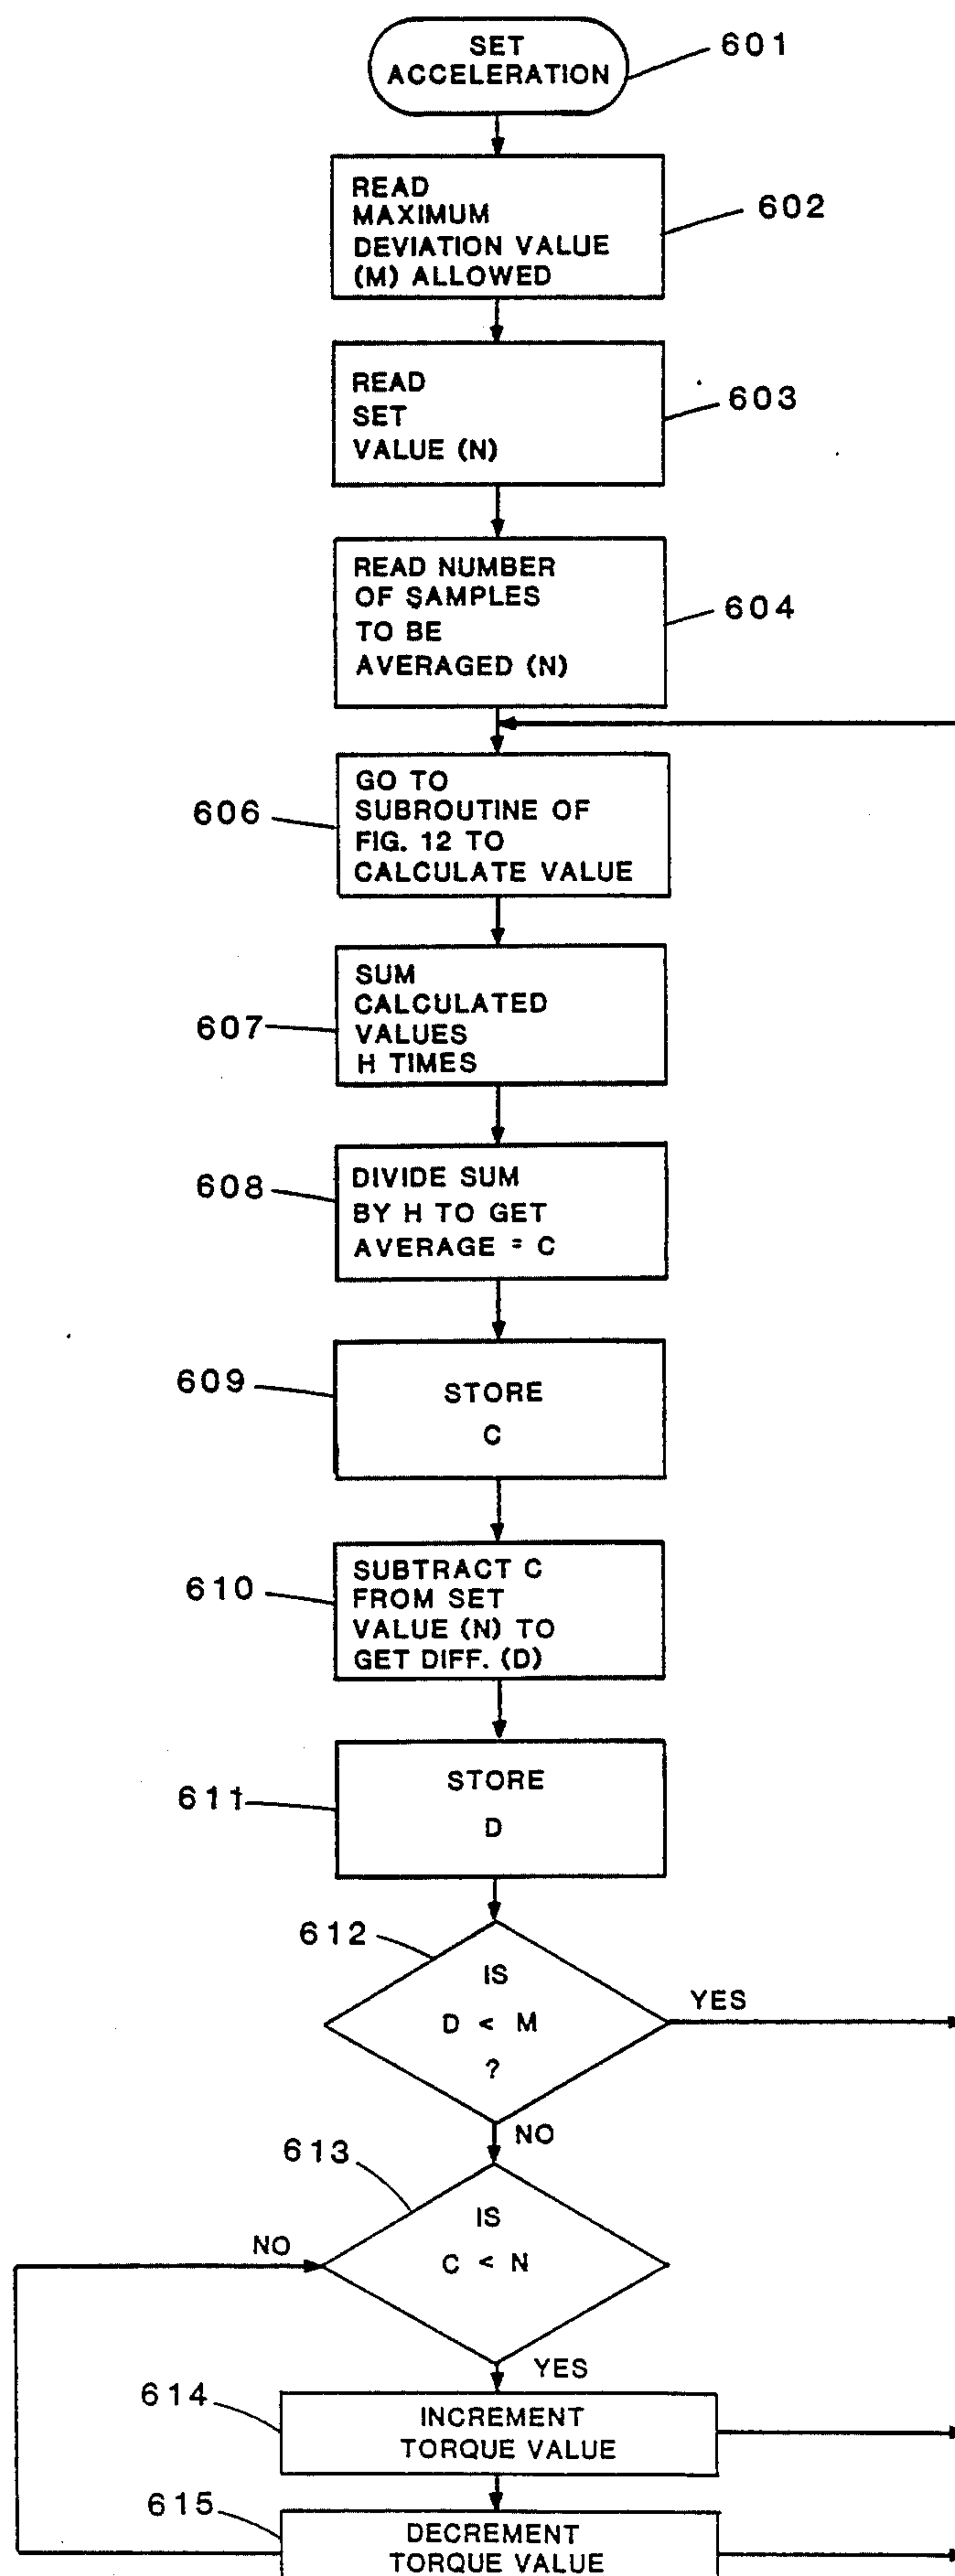 SET
ACCELERATION
601
READ
MAXIMUM
DEVIATION VALUE
(M) ALLOWED
602
READ
SET
VALUE (N)
603
READ NUMBER
OF SAMPLES
TO BE
AVERAGED (N)
604
GO TO
SUBROUTINE OF
FIG. 12 TO
CALCULATE VALUE
606
SUM
CALCULATED
VALUES
H TIMES
607
DIVIDE SUM
BY H TO GET
AVERAGE = C
608
STORE
C
609
SUBTRACT C
FROM SET
VALUE (N) TO
GET DIFF. (D)
610
STORE
D
611
612
IS
D < M
?
YES
NO
613
IS
C < N
NO
YES
614
INCREMENT
TORQUE VALUE
615
DECREMENT
TORQUE VALUE